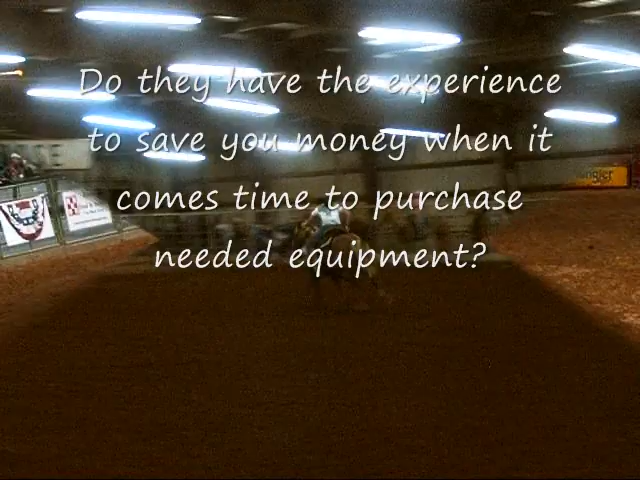 Do they have the experience
to save you money when it
comes time to purchase
needed equipment?